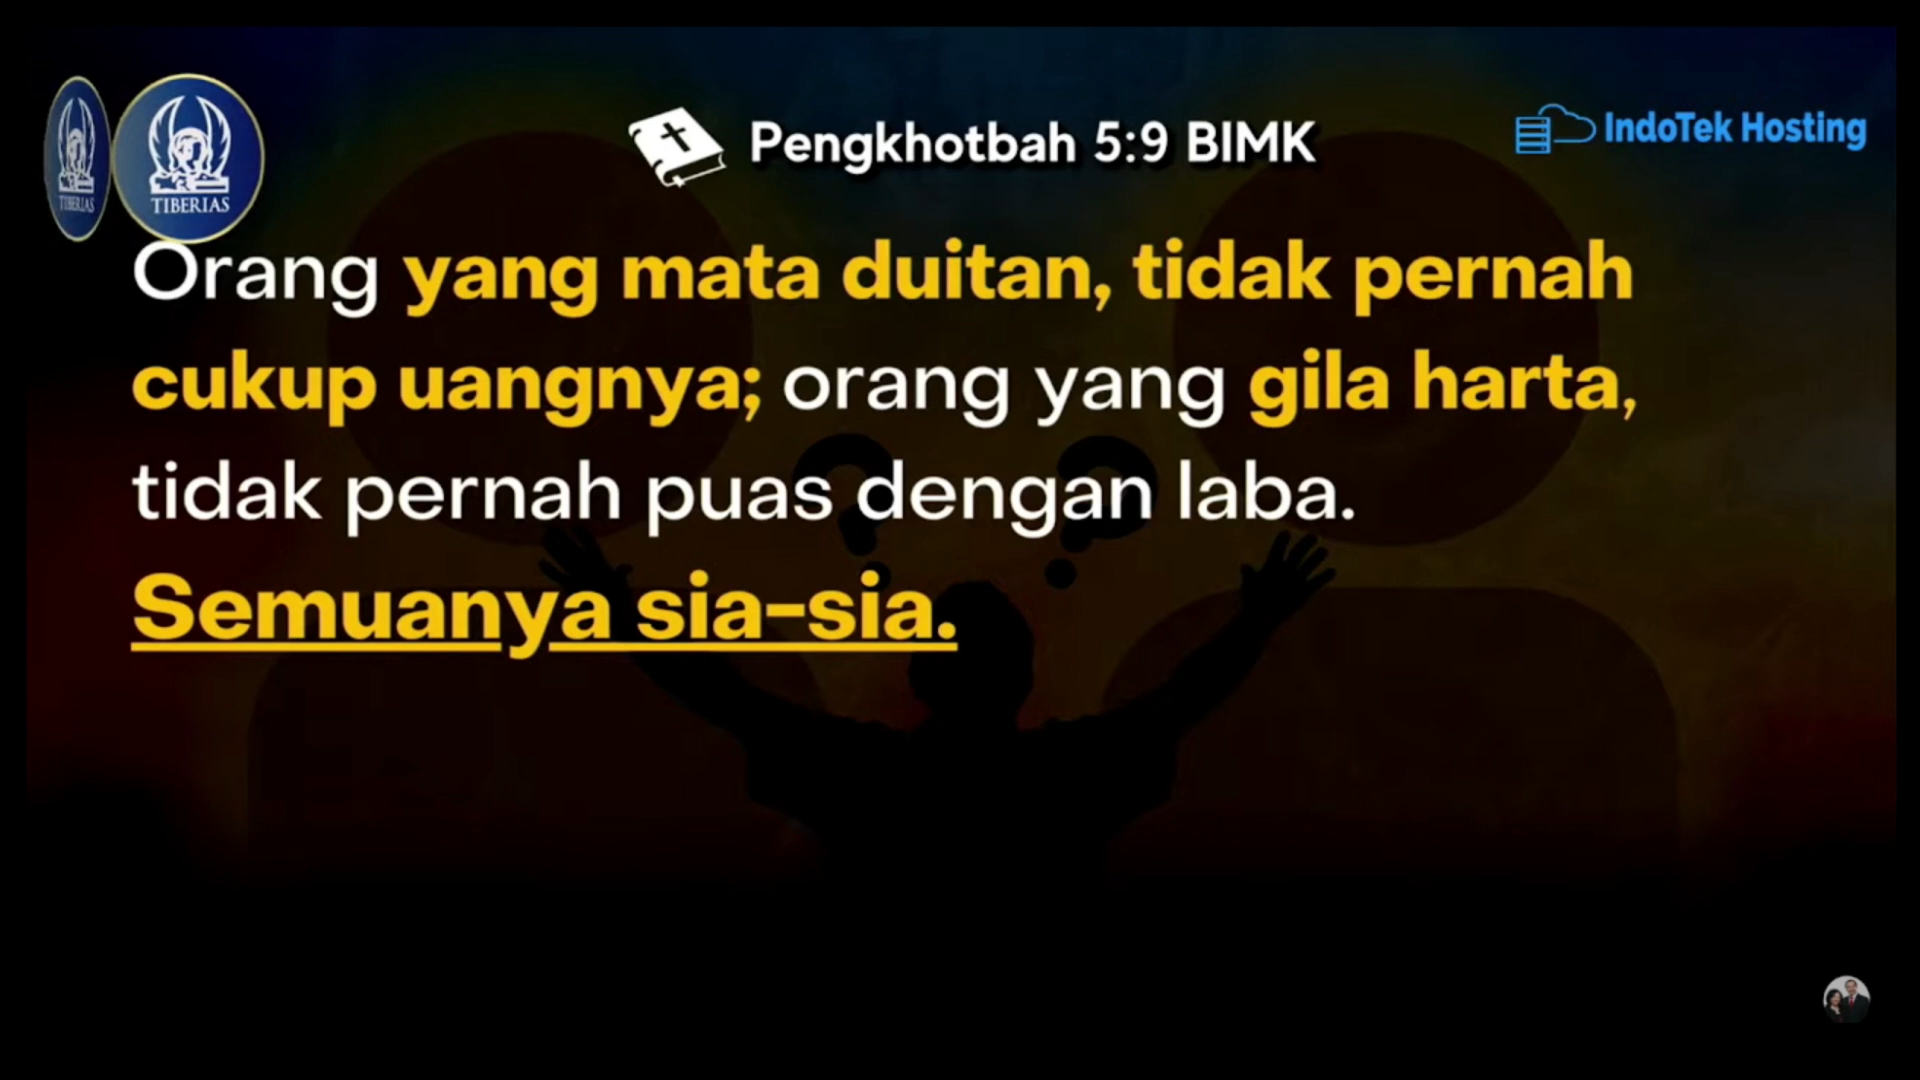 TIBERIAS
TIBERIAS
Pengkhotbah 5:9 BIMK
IndoTek Hosting
Orang yang mata duitan, tidak pernah
cukup uangnya; orang yang gila harta,
tidak pernah puas dengan laba.
Semuanya sia-sia.